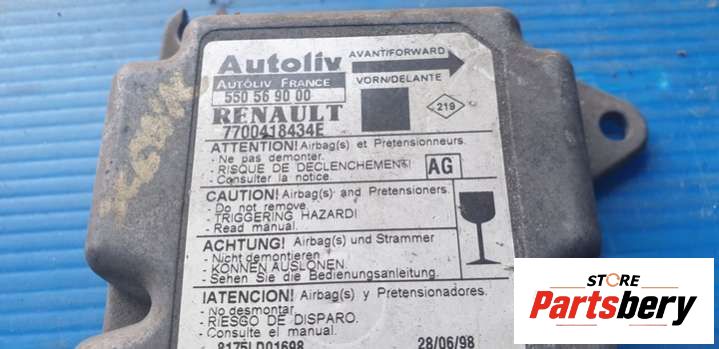 Autoliv
AVANT/FORWARD
AUTOLIV FRANCE
VORN/DELANTE
550 56 90 00
RENAULT
7700418434E
219
ATTENTION! Airbag(s) et Pretensionneurs.
- Ne pas demonter.
- RISQUE DE DECLENCHEMENT!
- Consulter la notice.
AG
CAUTION! Airbag(s) and Pretensioners.
- Do not remove.
- TRIGGERING HAZARD!
- Read manual.
ACHTUNG! Airbag(s) und Strammer
- Nicht demontieren
- KONNEN AUSLONEN.
- Sehen Sie die Bedienungsanleitung.
!ATENCION! Airbag(s) y Pretensionadores.
- No desmontar
- RIESGO DE DISPARO.
- Consulte el manual.
8175LD01698
28/06/98
STORE
Partsbery